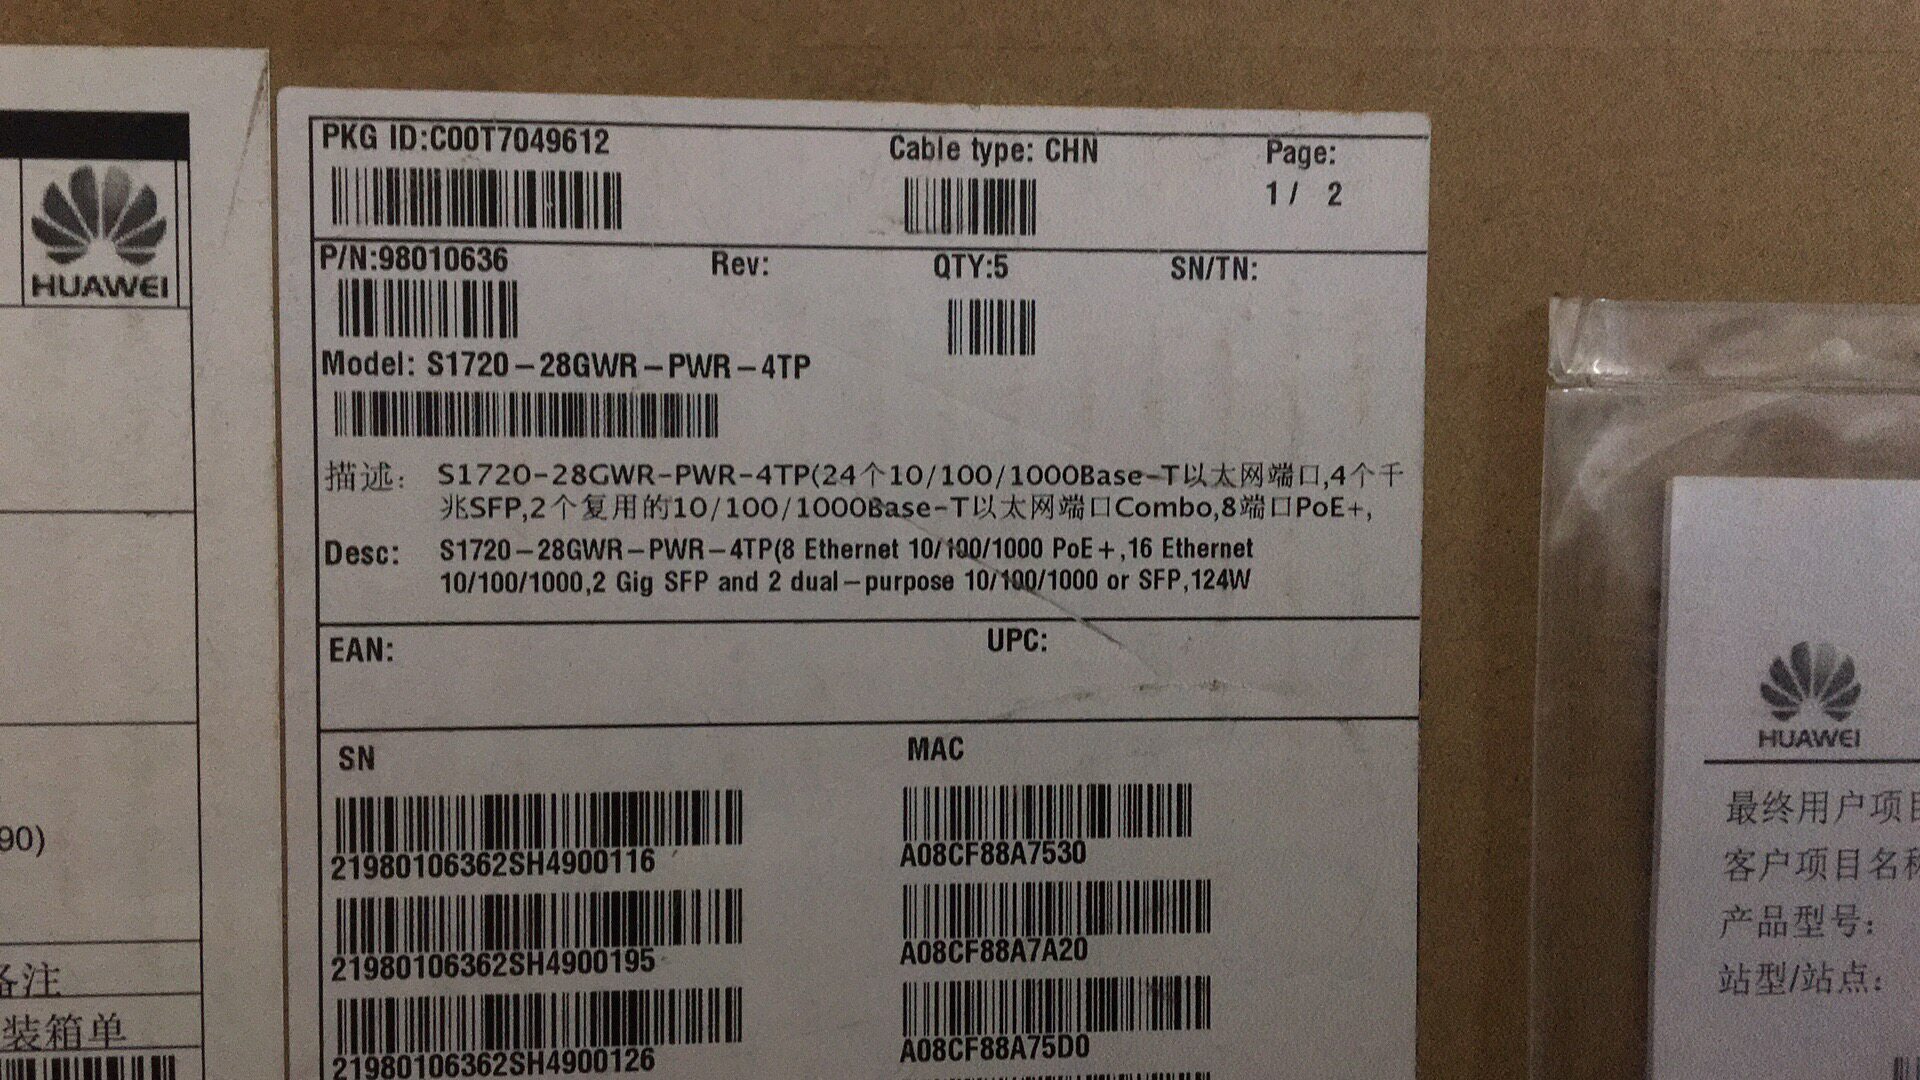 HUAWEI
90)
备注
装箱单
PKG ID:C00T7049612
Cable type: CHN
Page:
1 / 2
P/N:98010636
Rev:
QTY:5
SN/TN:
Model: S1720-28GWR-PWR-4TP
描述: S1720-28GWR-PWR-4TP(24个10/100/1000Base-T以太网端口,4个千
兆SFP,2个复用的10/100/1000Base-T以太网端口Combo,8端口PoE+,
Desc: S1720-28GWR-PWR-4TP(8 Ethernet 10/100/1000 PoE+,16 Ethernet
10/100/1000,2 Gig SFP and 2 dual-purpose 10/100/1000 or SFP,124W
EAN:
UPC:
SN
MAC
21980106362SH4900116
A08CF88A7530
21980106362SH4900195
A08CF88A7A20
21980106362SH4900126
A08CF88A75D0
HUAWEI
最终用户项目
客户项目名称
产品型号:
站型/站点: